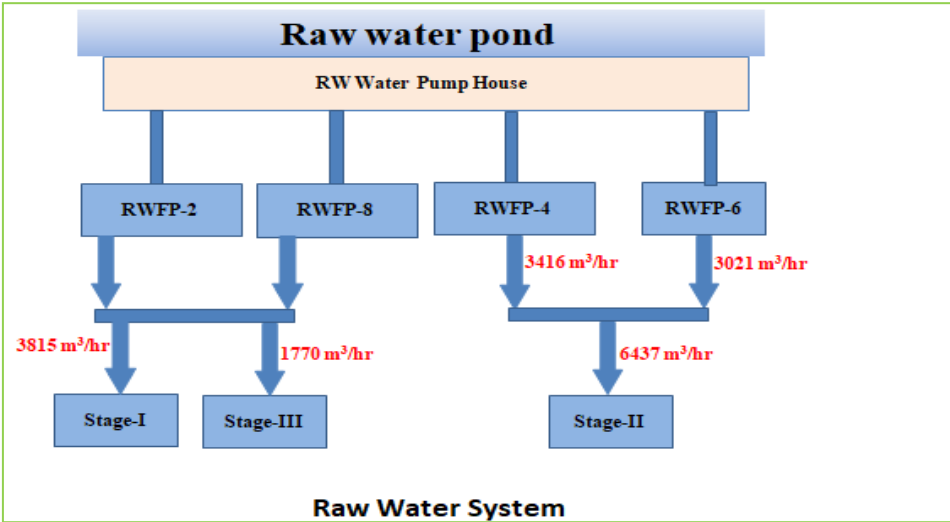 Raw water pond
RW Water Pump House
RWFP-2
RWFP-8
RWFP-4
RWFP-6
3416 m³/hr
3021 m³/hr
3815 m³/hr
1770 m³/hr
6437 m³/hr
Stage-I
Stage-III
Stage-II
Raw Water System